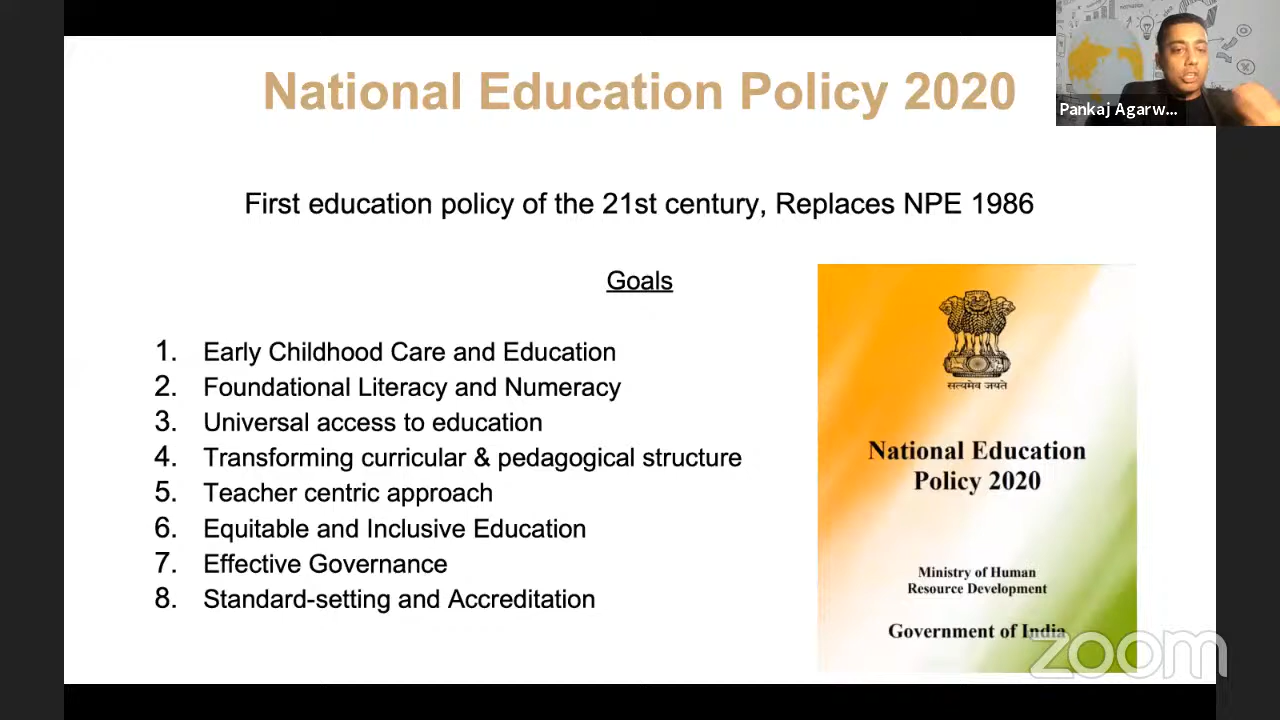 National Education Policy 2020
Pankaj Agarw...
First education policy of the 21st century, Replaces NPE 1986
Goals
1. Early Childhood Care and Education
2. Foundational Literacy and Numeracy
3. Universal access to education
4. Transforming curricular & pedagogical structure
5. Teacher centric approach
6. Equitable and Inclusive Education
7. Effective Governance
8. Standard-setting and Accreditation
सत्यमेव जयते
National Education
Policy 2020
Ministry of Human
Resource Development
Government of India
zoom